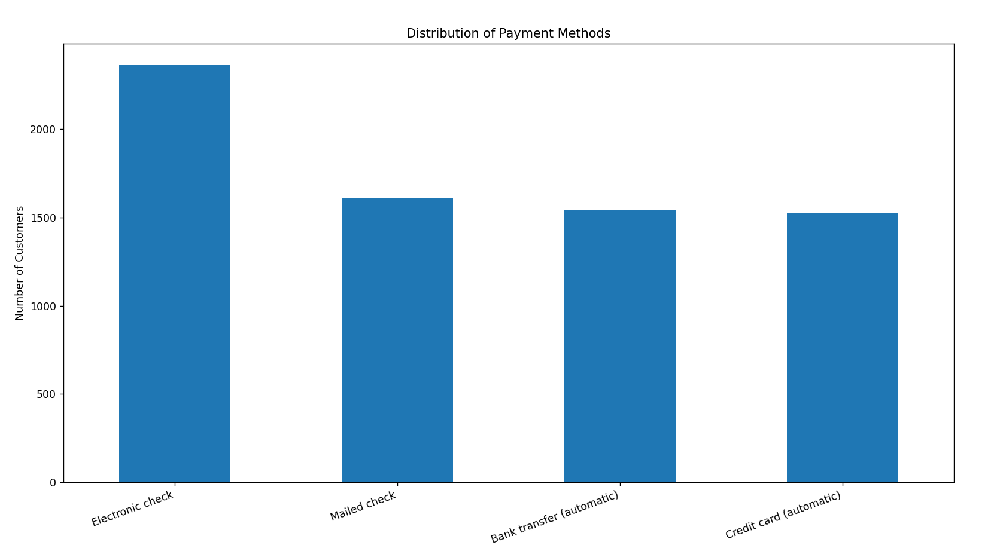 Distribution of Payment Methods
Number of Customers
2000
1500
1000
500
0
Electronic check
Mailed check
Bank transfer (automatic)
Credit card (automatic)